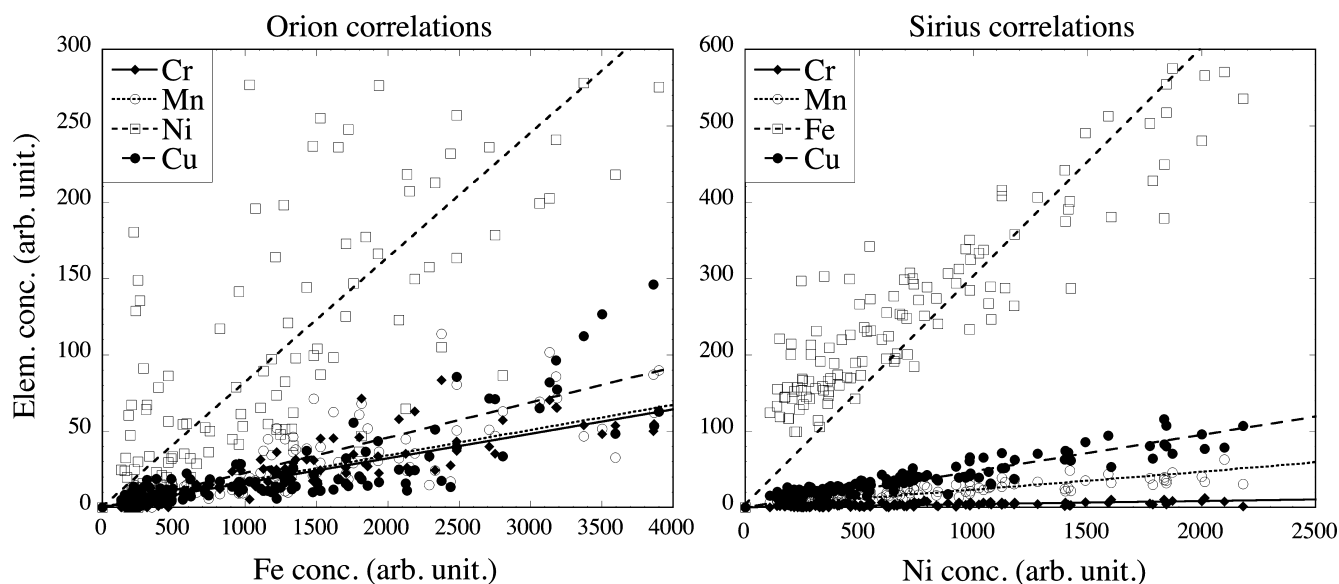 Orion correlations
300
250
200
150
100
50
0
Elem. conc. (arb. unit.)
Cr
Mn
Ni
Cu
0 500 1000 1500 2000 2500 3000 3500 4000
Fe conc. (arb. unit.)
Sirius correlations
600
500
400
300
200
100
0
Cr
Mn
Fe
Cu
0 500 1000 1500 2000 2500
Ni conc. (arb. unit.)